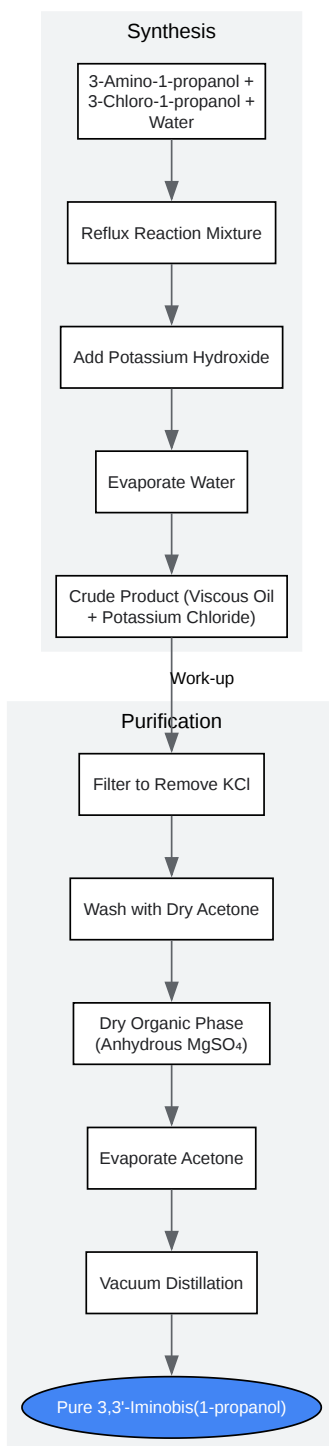 Synthesis
3-Amino-1-propanol +
3-Chloro-1-propanol +
Water
Reflux Reaction Mixture
Add Potassium Hydroxide
Evaporate Water
Crude Product (Viscous Oil
+ Potassium Chloride)
Work-up
Purification
Filter to Remove KCl
Wash with Dry Acetone
Dry Organic Phase
(Anhydrous MgSO₄)
Evaporate Acetone
Vacuum Distillation
Pure 3,3'-Iminobis(1-propanol)